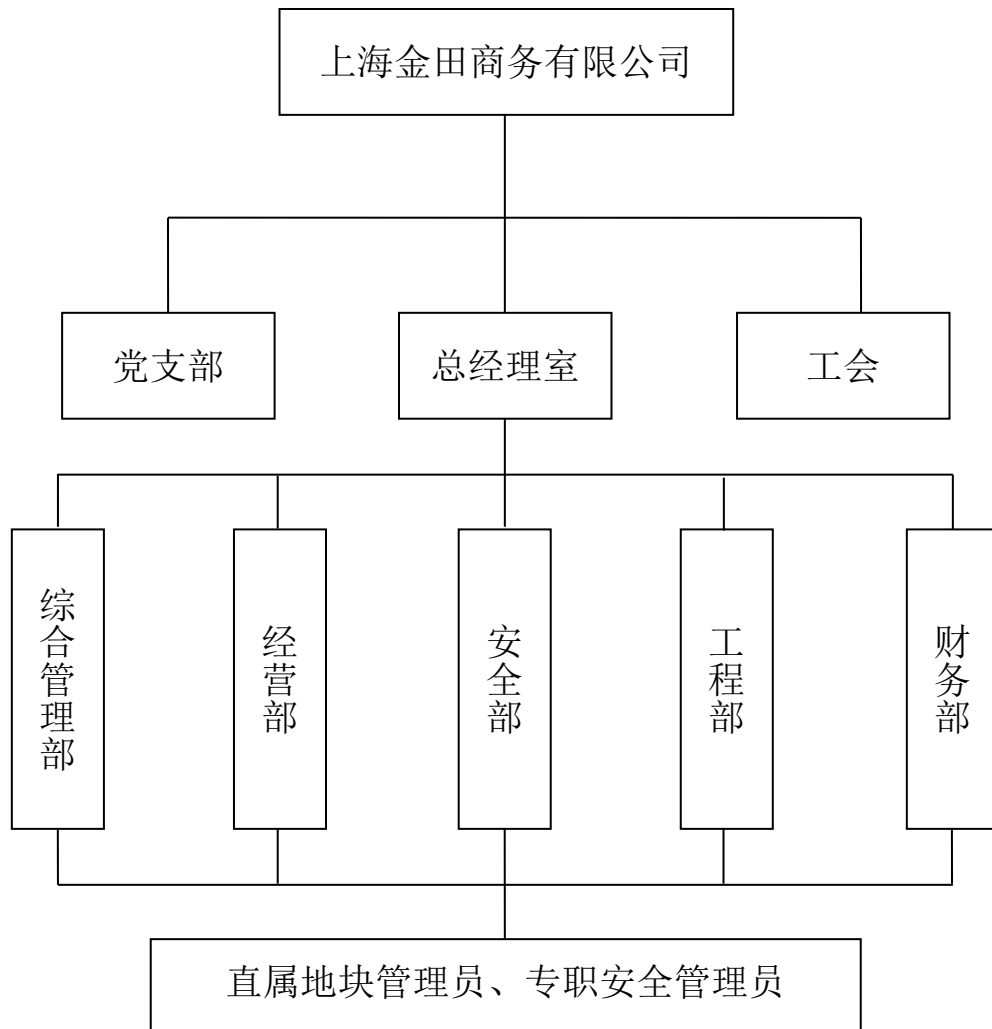 上海金田商务有限公司
党支部
总经理室
工会
综合管理部
经营部
安全部
工程部
财务部
直属地块管理员、专职安全管理员